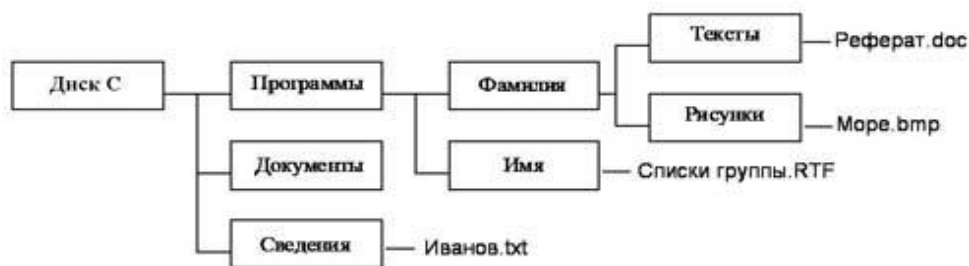 Тексты
Реферат.doc
Диск С
Программы
Фамилия
Рисунки
Море.bmp
Документы
Имя
Списки группы.RTF
Сведения
Иванов.txt